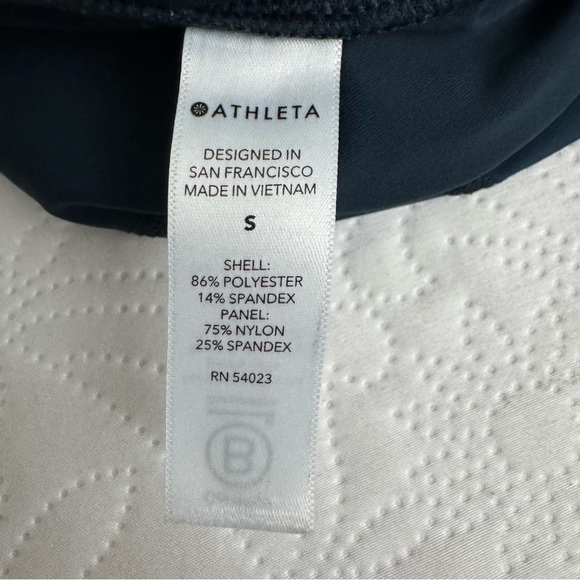 ATHLETA
DESIGNED IN
SAN FRANCISCO
MADE IN VIETNAM
S
SHELL:
86% POLYESTER
14% SPANDEX
PANEL:
75% NYLON
25% SPANDEX
RN 54023
B